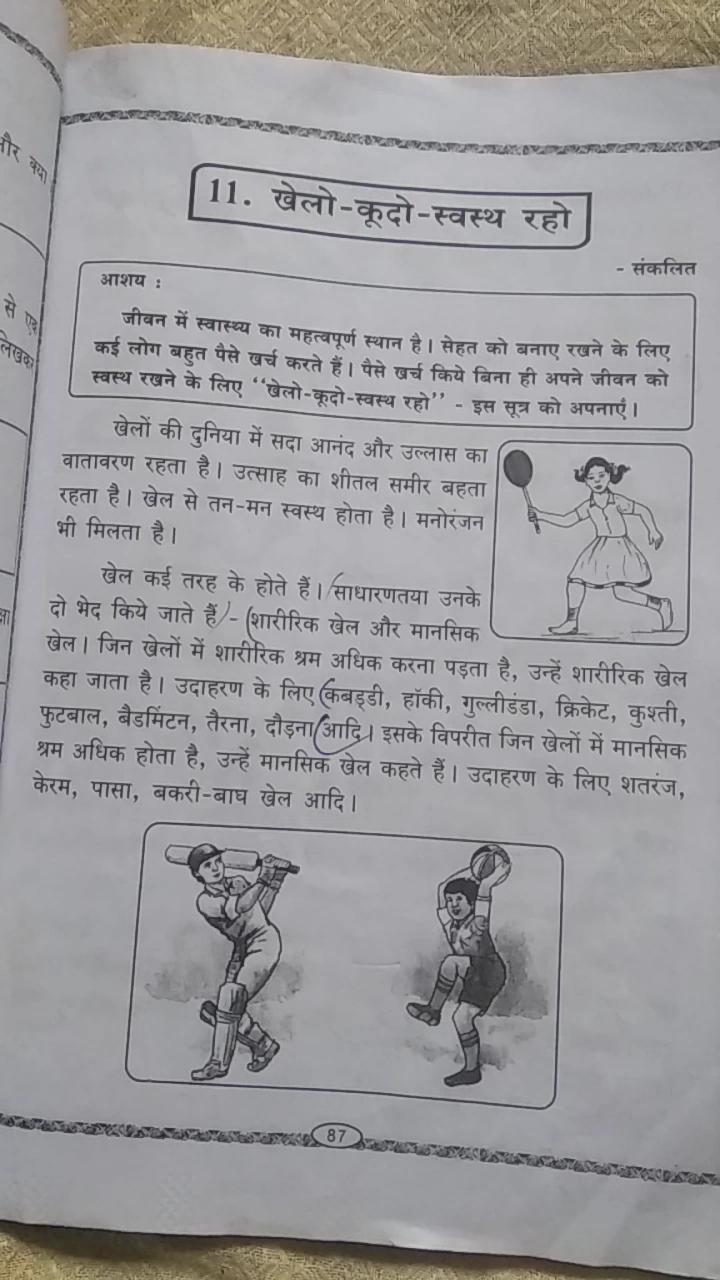 और क्या
से एक
लिखकर
11. खेलो-कूदो-स्वस्थ रहो
- संकलित
आशय :
जीवन में स्वास्थ्य का महत्वपूर्ण स्थान है। सेहत को बनाए रखने के लिए
कई लोग बहुत पैसे खर्च करते हैं। पैसे खर्च किये बिना ही अपने जीवन को
स्वस्थ रखने के लिए ‘‘खेलो-कूदो-स्वस्थ रहो’’ - इस सूत्र को अपनाएँ।
खेलों की दुनिया में सदा आनंद और उल्लास का
वातावरण रहता है। उत्साह का शीतल समीर बहता
रहता है। खेल से तन-मन स्वस्थ होता है। मनोरंजन
भी मिलता है।
खेल कई तरह के होते हैं। साधारणतया उनके
दो भेद किये जाते हैं - शारीरिक खेल और मानसिक
खेल। जिन खेलों में शारीरिक श्रम अधिक करना पड़ता है, उन्हें शारीरिक खेल
कहा जाता है। उदाहरण के लिए कबड्डी, हॉकी, गुल्लीडंडा, क्रिकेट, कुश्ती,
फुटबाल, बैडमिंटन, तैरना, दौड़ना आदि। इसके विपरीत जिन खेलों में मानसिक
श्रम अधिक होता है, उन्हें मानसिक खेल कहते हैं। उदाहरण के लिए शतरंज,
केरम, पासा, बकरी-बाघ खेल आदि।
87